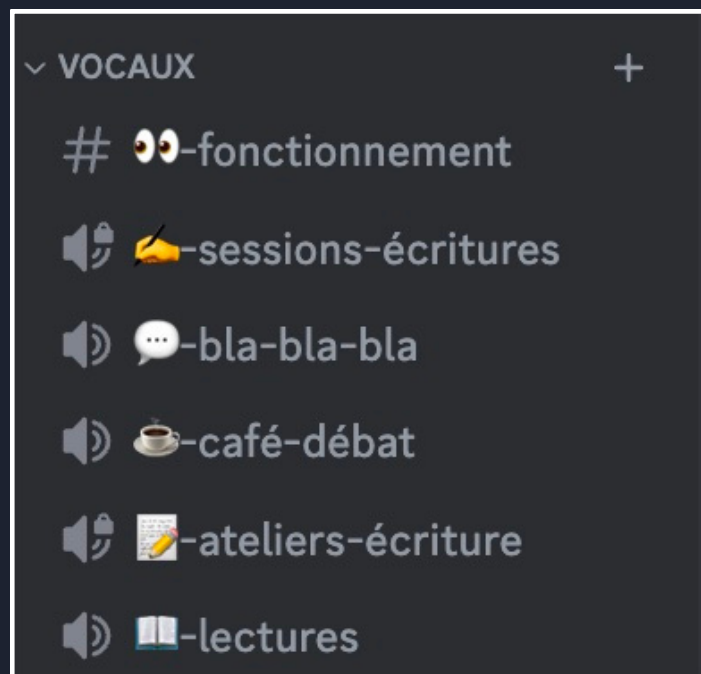 VOCAUX
# 👀-fonctionnement
✍️-sessions-écritures
💬-bla-bla-bla
☕-café-débat
📝-ateliers-écriture
📖-lectures